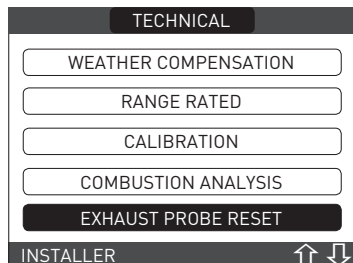 TECHNICAL
WEATHER COMPENSATION
RANGE RATED
CALIBRATION
COMBUSTION ANALYSIS
EXHAUST PROBE RESET
INSTALLER